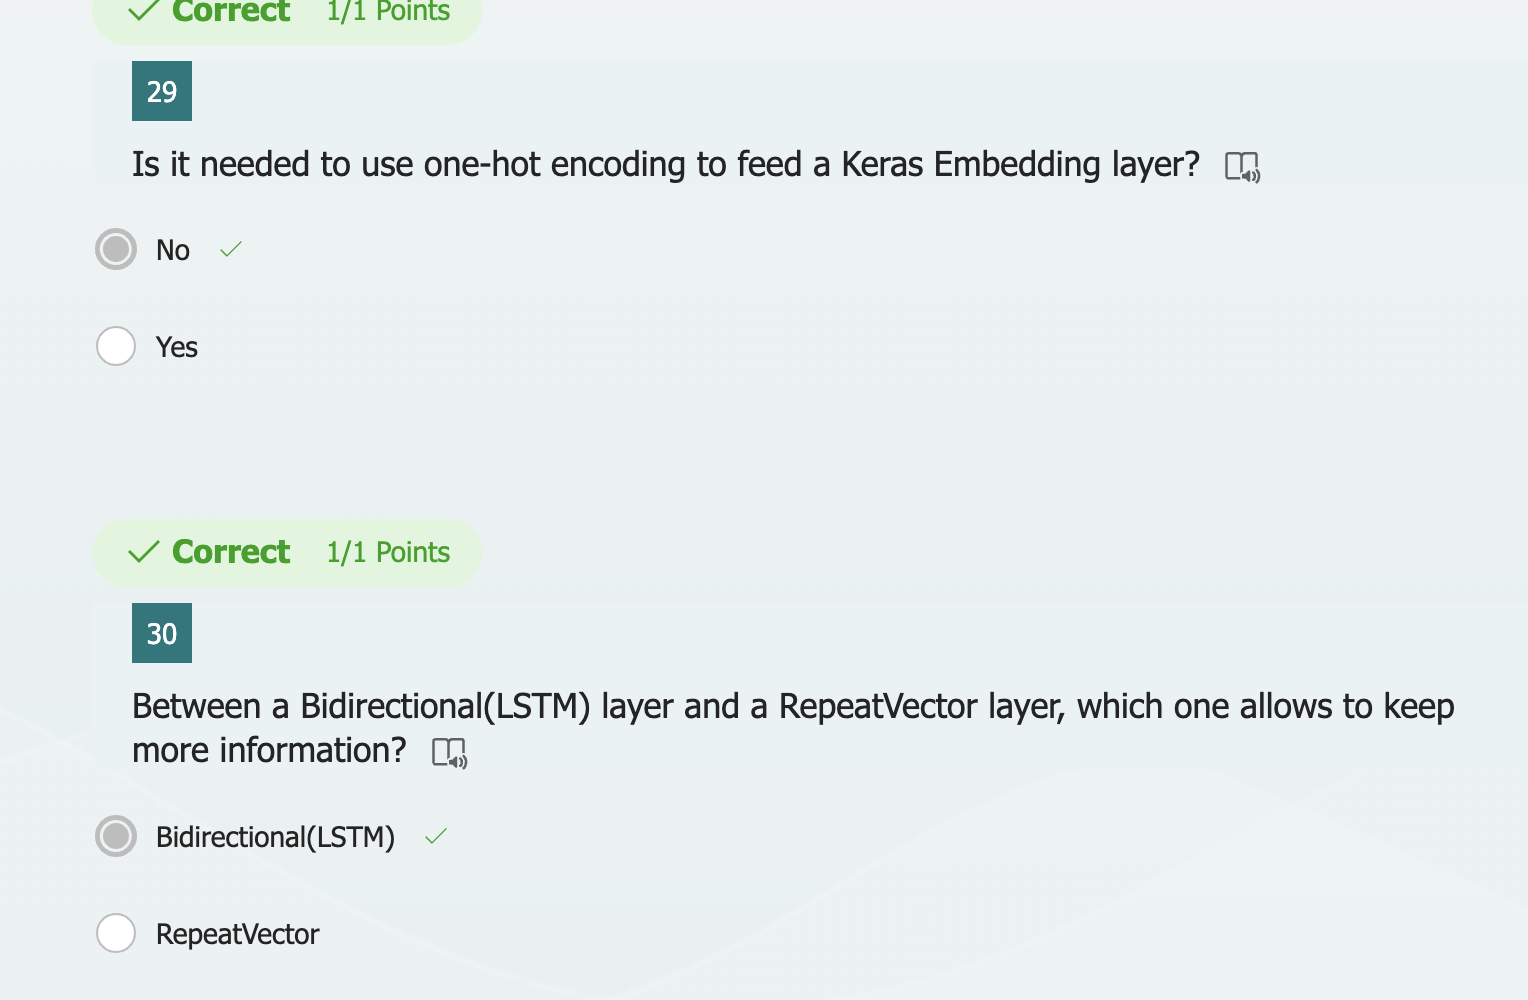 Correct 1/1 Points
29
Is it needed to use one-hot encoding to feed a Keras Embedding layer?
No
Yes
Correct 1/1 Points
30
Between a Bidirectional(LSTM) layer and a RepeatVector layer, which one allows to keep
more information?
Bidirectional(LSTM)
RepeatVector